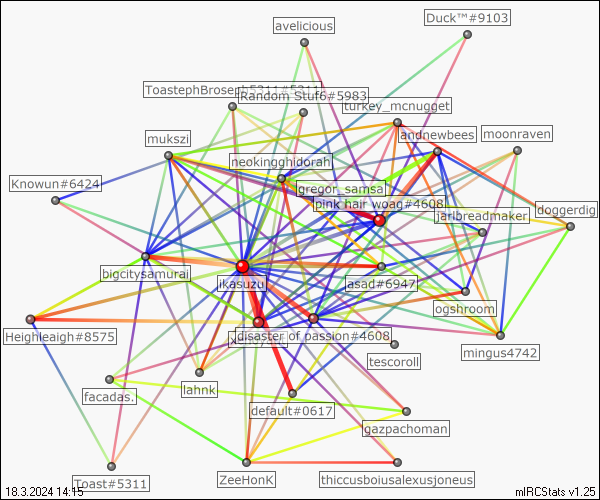 avelicious
Duck™#9103
ToastephBroseph5311#5311
Random Stuf6#5983
turkey_mcnugget
mukszi
andnewbees
moonraven
neokingghidorah
Knowun#6424
gregor_samsa
pink hair woag#4608
jarlbreadmaker
doggerdig
bigcitysamurai
ikasuzu
asad#6947
ogshroom
Heighleaigh#8575
disaster of passion#4608
mingus4742
tescoroll
facadas.
lahnk
default#0617
gazpachoman
Toast#5311
ZeeHonK
thiccusboiusalexusjoneus
18.3.2024 14:15
mIRCStats v1.25